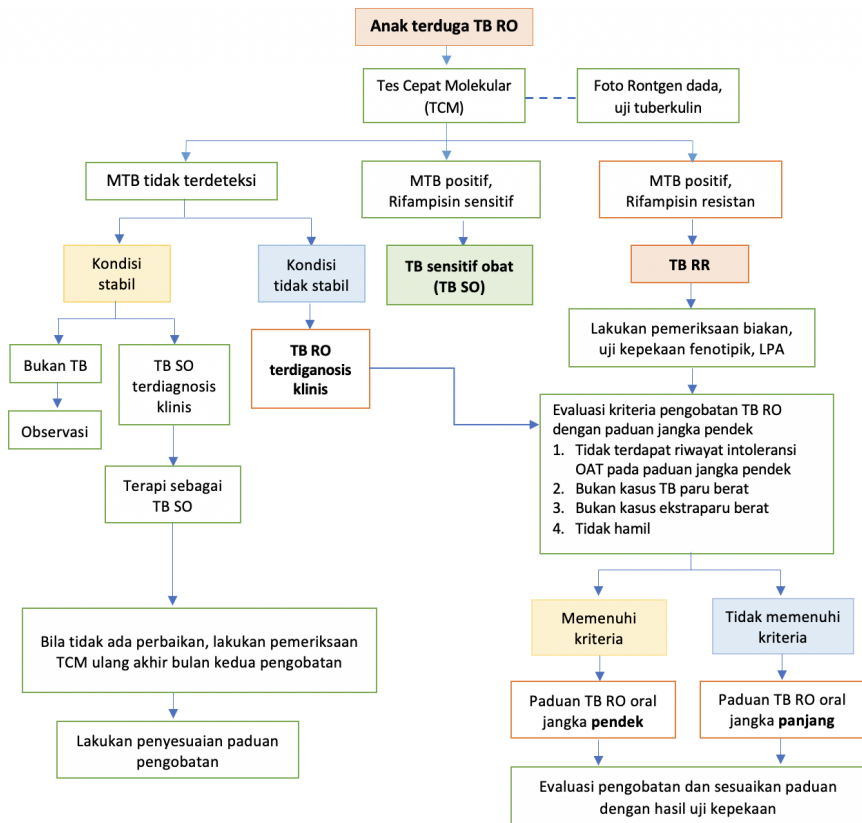 Anak terduga TB RO
Tes Cepat Molekular
(TCM)
Foto Rontgen dada,
uji tuberkulin
MTB tidak terdeteksi
MTB positif,
Rifampisin sensitif
MTB positif,
Rifampisin resistan
Kondisi
stabil
Kondisi
tidak stabil
TB sensitif obat
(TB SO)
TB RR
Bukan TB
TB SO
terdiagnosis
klinis
TB RO
terdiganosis
klinis
Lakukan pemeriksaan biakan,
uji kepekaan fenotipik, LPA
Observasi
Evaluasi kriteria pengobatan TB RO
dengan paduan jangka pendek
1. Tidak terdapat riwayat intoleransi
OAT pada paduan jangka pendek
2. Bukan kasus TB paru berat
3. Bukan kasus ekstraparu berat
4. Tidak hamil
Terapi sebagai
TB SO
Bila tidak ada perbaikan, lakukan pemeriksaan
TCM ulang akhir bulan kedua pengobatan
Memenuhi
kriteria
Tidak memenuhi
kriteria
Lakukan penyesuaian paduan
pengobatan
Paduan TB RO oral
jangka pendek
Paduan TB RO oral
jangka panjang
Evaluasi pengobatan dan sesuaikan paduan
dengan hasil uji kepekaan